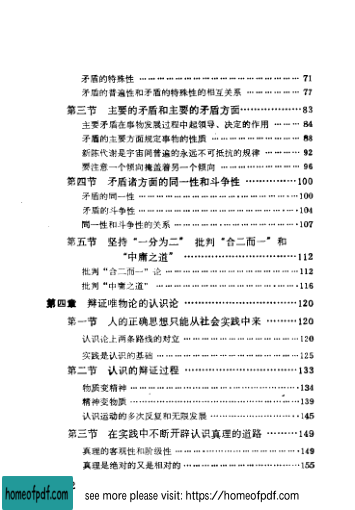 矛盾的特殊性 …………………………………… 71
矛盾的普遍性和矛盾的特殊性的相互关系 ………… 77
第三节 主要的矛盾和主要的矛盾方面……………… 83
主要矛盾在事物发展过程中起领导、决定的作用 …… 84
矛盾的主要方面规定事物的性质 ………………… 88
新陈代谢是宇宙间普遍的永远不可抵抗的规律 ……… 92
要注意一个倾向掩盖着另一个倾向 ……………… 96
第四节 矛盾诸方面的同一性和斗争性 ……………100
矛盾的同一性 ……………………………………100
矛盾的斗争性 ……………………………………104
同一性和斗争性的关系 …………………………107
第五节 坚持“一分为二” 批判“合二而一”和
“中庸之道” ……………………………112
批判“合二而一”论 ……………………………112
批判“中庸之道” ………………………………116
第四章 辩证唯物论的认识论 ……………………120
第一节 人的正确思想只能从社会实践中来 ………120
认识论上两条路线的对立 ………………………120
实践是认识的基础 ………………………………125
第二节 认识的辩证过程 …………………………133
物质变精神 ………………………………………134
精神变物质 ………………………………………139
认识运动的多次反复和无限发展 ………………145
第三节 在实践中不断开辟认识真理的道路 ………149
真理的客观性和阶级性 …………………………149
真理是绝对的又是相对的 ………………………155
homeofpdf.com
see more please visit: https://homeofpdf.com